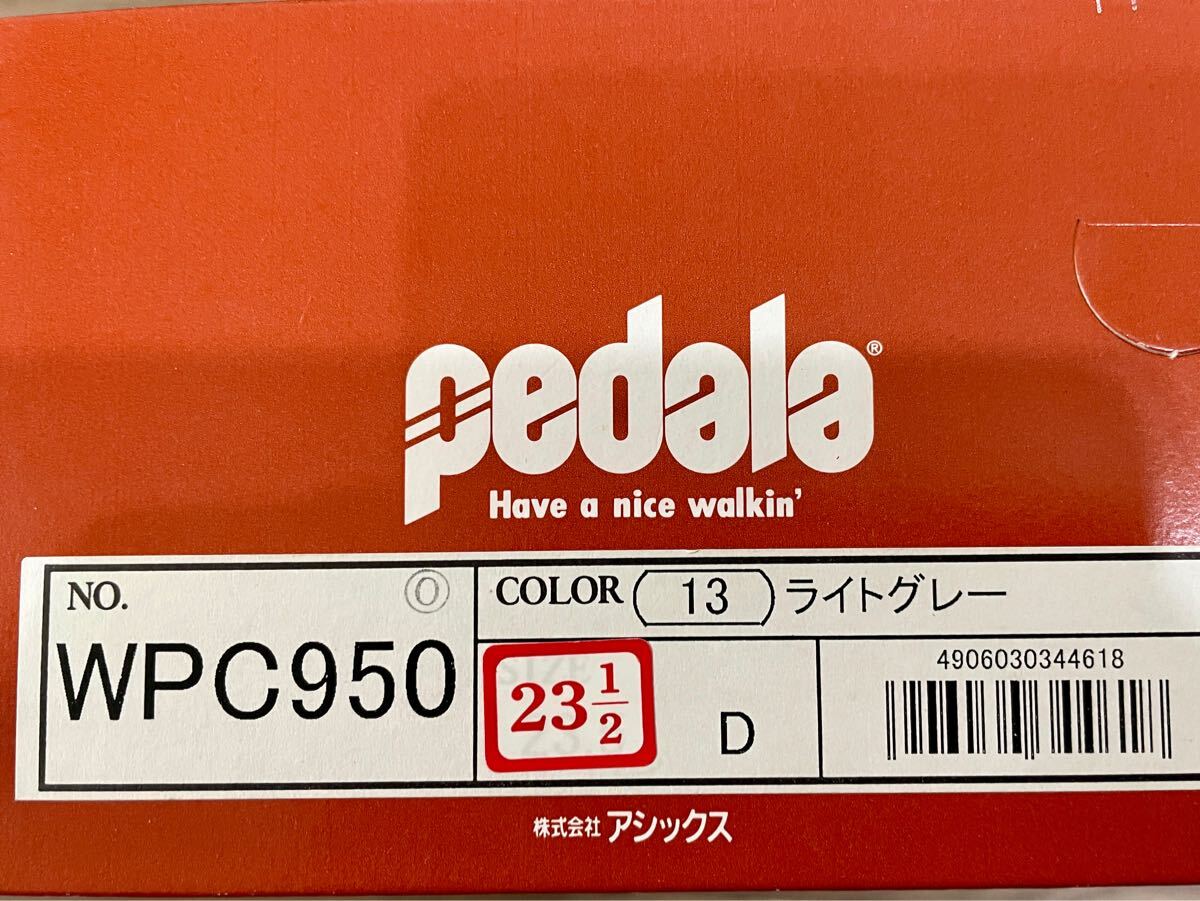 pedala®
Have a nice walkin'
NO. O
WPC950
COLOR (13) ライトグレー
SIZE
23 1/2
D
4906030344618
株式会社 アシックス